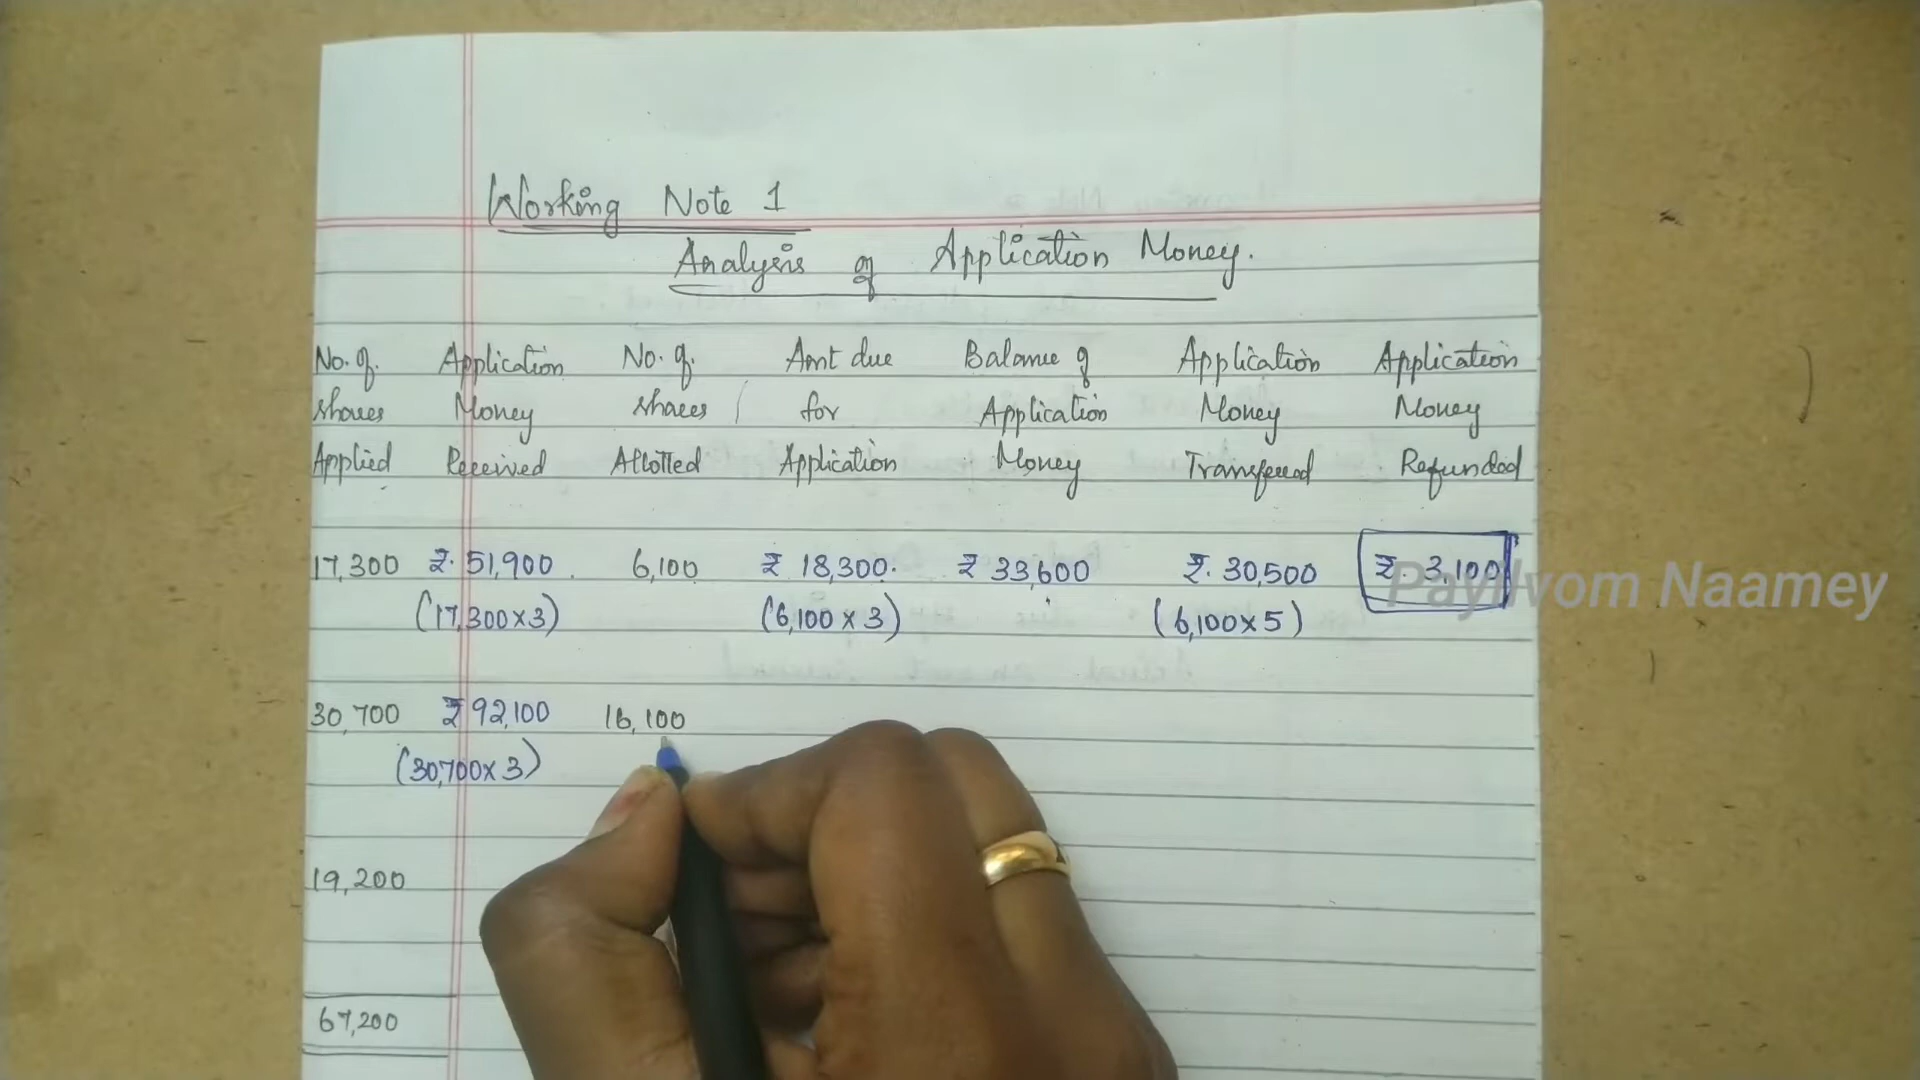 Working Note 1
Analysis of Application Money.
No. of. Application No. of. Amt due Balance of Application Application
shares Money shares for Application Money Money
Applied Received Allotted Application Money Transferred Refunded
17,300 ₹. 51,900 6,100 ₹ 18,300. ₹ 33,600 ₹. 30,500 ₹. 3,100
(17,300x3) (6,100 x 3) (6,100x5)
Payilvom Naamey
30,700 ₹ 92,100 16,100
(30,700x3)
19,200
67,200